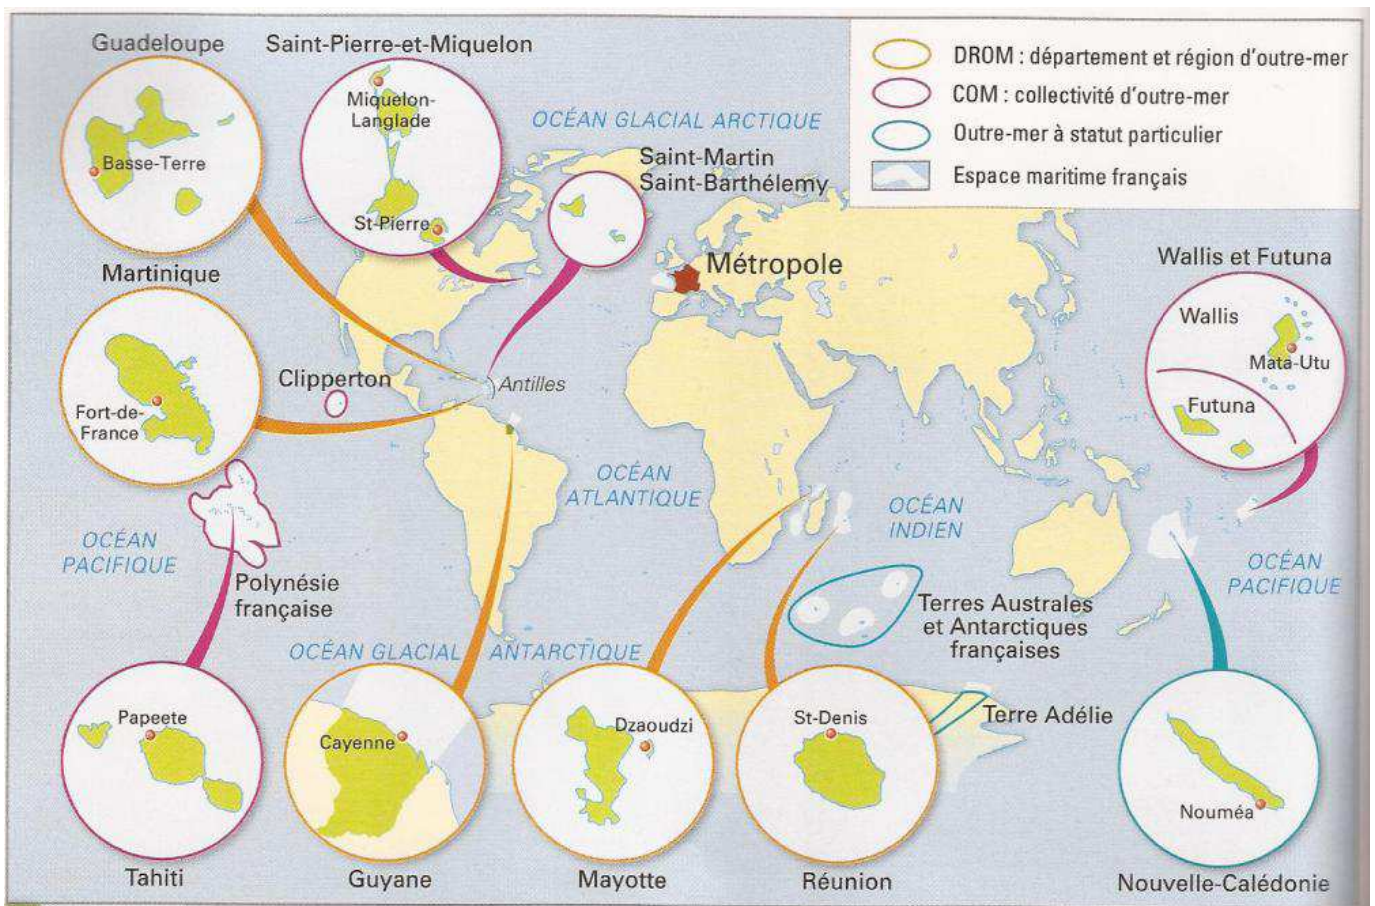 Guadeloupe
Basse-Terre
Saint-Pierre-et-Miquelon
Miquelon-
Langlade
St-Pierre
OCÉAN GLACIAL ARCTIQUE
Saint-Martin
Saint-Barthélemy
DROM : département et région d'outre-mer
COM : collectivité d'outre-mer
Outre-mer à statut particulier
Espace maritime français
Martinique
Fort-de-
France
Métropole
Wallis et Futuna
Wallis
Mata-Utu
Futuna
Clipperton
Antilles
OCÉAN
PACIFIQUE
Polynésie
française
OCÉAN
ATLANTIQUE
OCÉAN
INDIEN
OCÉAN
PACIFIQUE
Terres Australes
et Antarctiques
françaises
OCÉAN GLACIAL ANTARCTIQUE
Terre Adélie
Papeete
Tahiti
Cayenne
Guyane
Dzaoudzi
Mayotte
St-Denis
Réunion
Nouméa
Nouvelle-Calédonie